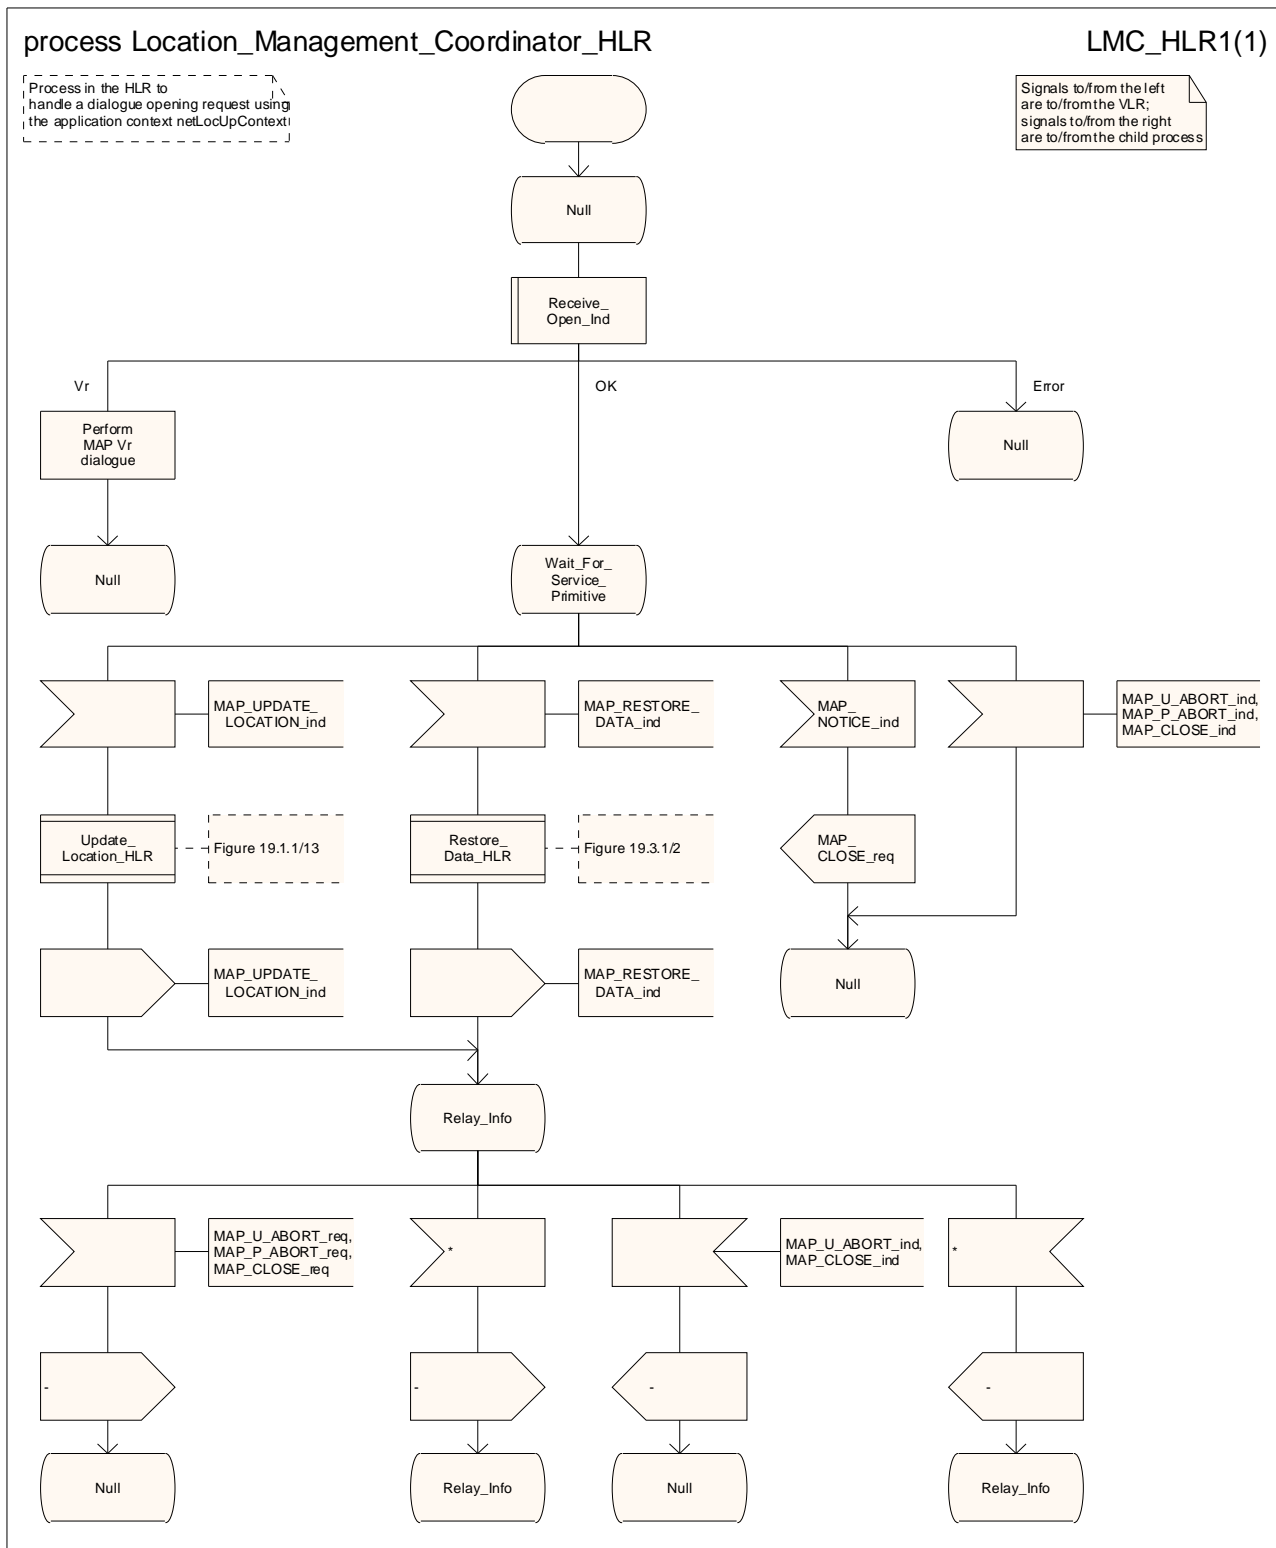 process Location_Management_Coordinator_HLR
LMC_HLR1(1)
Process in the HLR to
handle a dialogue opening request using
the application context netLocUpContext
Signals to/from the left
are to/from the VLR;
signals to/from the right
are to/from the child process
Null
Receive_
Open_Ind
Vr
OK
Error
Perform
MAP Vr
dialogue
Null
Null
Wait_For_
Service_
Primitive
MAP_UPDATE_
LOCATION_ind
MAP_RESTORE_
DATA_ind
MAP_
NOTICE_ind
MAP_U_ABORT_ind,
MAP_P_ABORT_ind,
MAP_CLOSE_ind
Update_
Location_HLR
Figure 19.1.1/13
Restore_
Data_HLR
Figure 19.3.1/2
MAP_
CLOSE_req
MAP_UPDATE_
LOCATION_ind
MAP_RESTORE_
DATA_ind
Null
Relay_Info
MAP_U_ABORT_req,
MAP_P_ABORT_req,
MAP_CLOSE_req
*
MAP_U_ABORT_ind,
MAP_CLOSE_ind
*
-
-
-
-
Null
Relay_Info
Null
Relay_Info